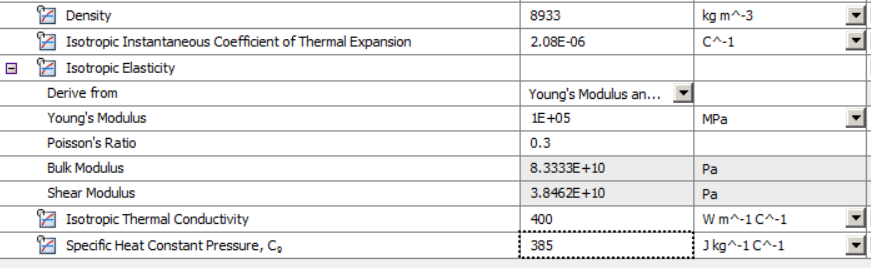 Density 8933 kg m^-3
Isotropic Instantaneous Coefficient of Thermal Expansion 2.08E-06 C^-1
Isotropic Elasticity
Derive from Young's Modulus an...
Young's Modulus 1E+05 MPa
Poisson's Ratio 0.3
Bulk Modulus 8.3333E+10 Pa
Shear Modulus 3.8462E+10 Pa
Isotropic Thermal Conductivity 400 W m^-1 C^-1
Specific Heat Constant Pressure, Cₚ 385 J kg^-1 C^-1